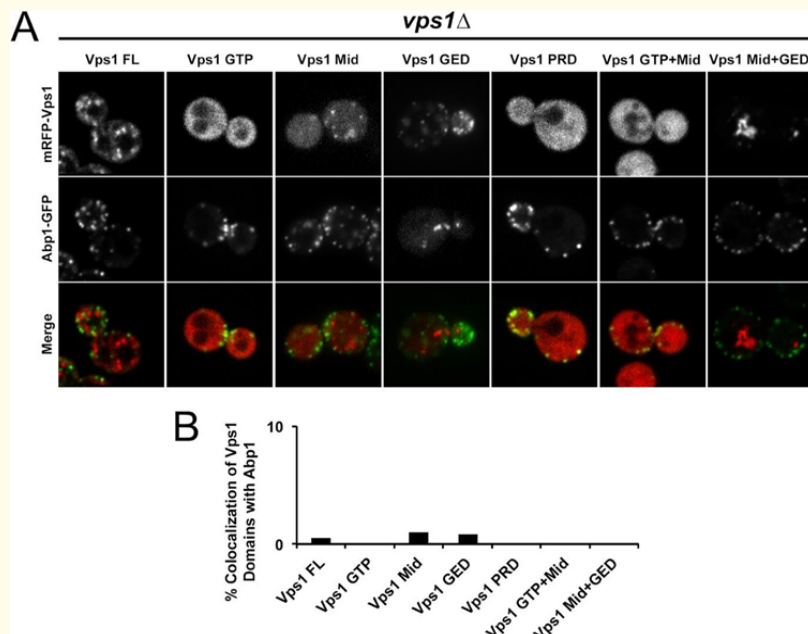 A
vps1Δ
Vps1 FL Vps1 GTP Vps1 Mid Vps1 GED Vps1 PRD Vps1 GTP+Mid Vps1 Mid+GED
mRFP-Vps1
Abp1-GFP
Merge
B
% Colocalization of Vps1
Domains with Abp1
10
0
Vps1 FL
Vps1 GTP
Vps1 Mid
Vps1 GED
Vps1 PRD
Vps1 GTP+Mid
Vps1 Mid+GED